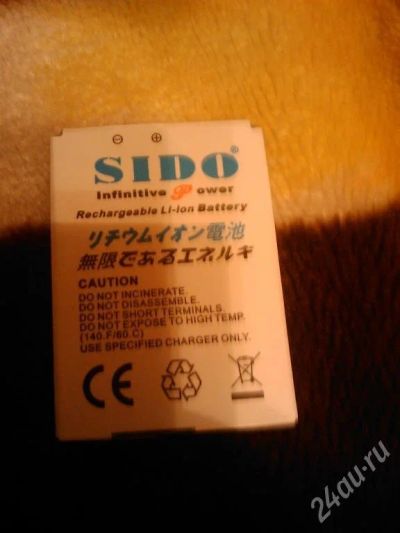 ⊖ ⊕
SIDO®
Infinitive Power
Rechargeable Li-Ion Battery
リチウムイオン電池
無限であるエネルギ
CAUTION
DO NOT INCINERATE.
DO NOT DISASSEMBLE.
DO NOT SHORT TERMINALS.
DO NOT EXPOSE TO HIGH TEMP.
(140.F/60.C)
USE SPECIFIED CHARGER ONLY.
CE
24au.ru